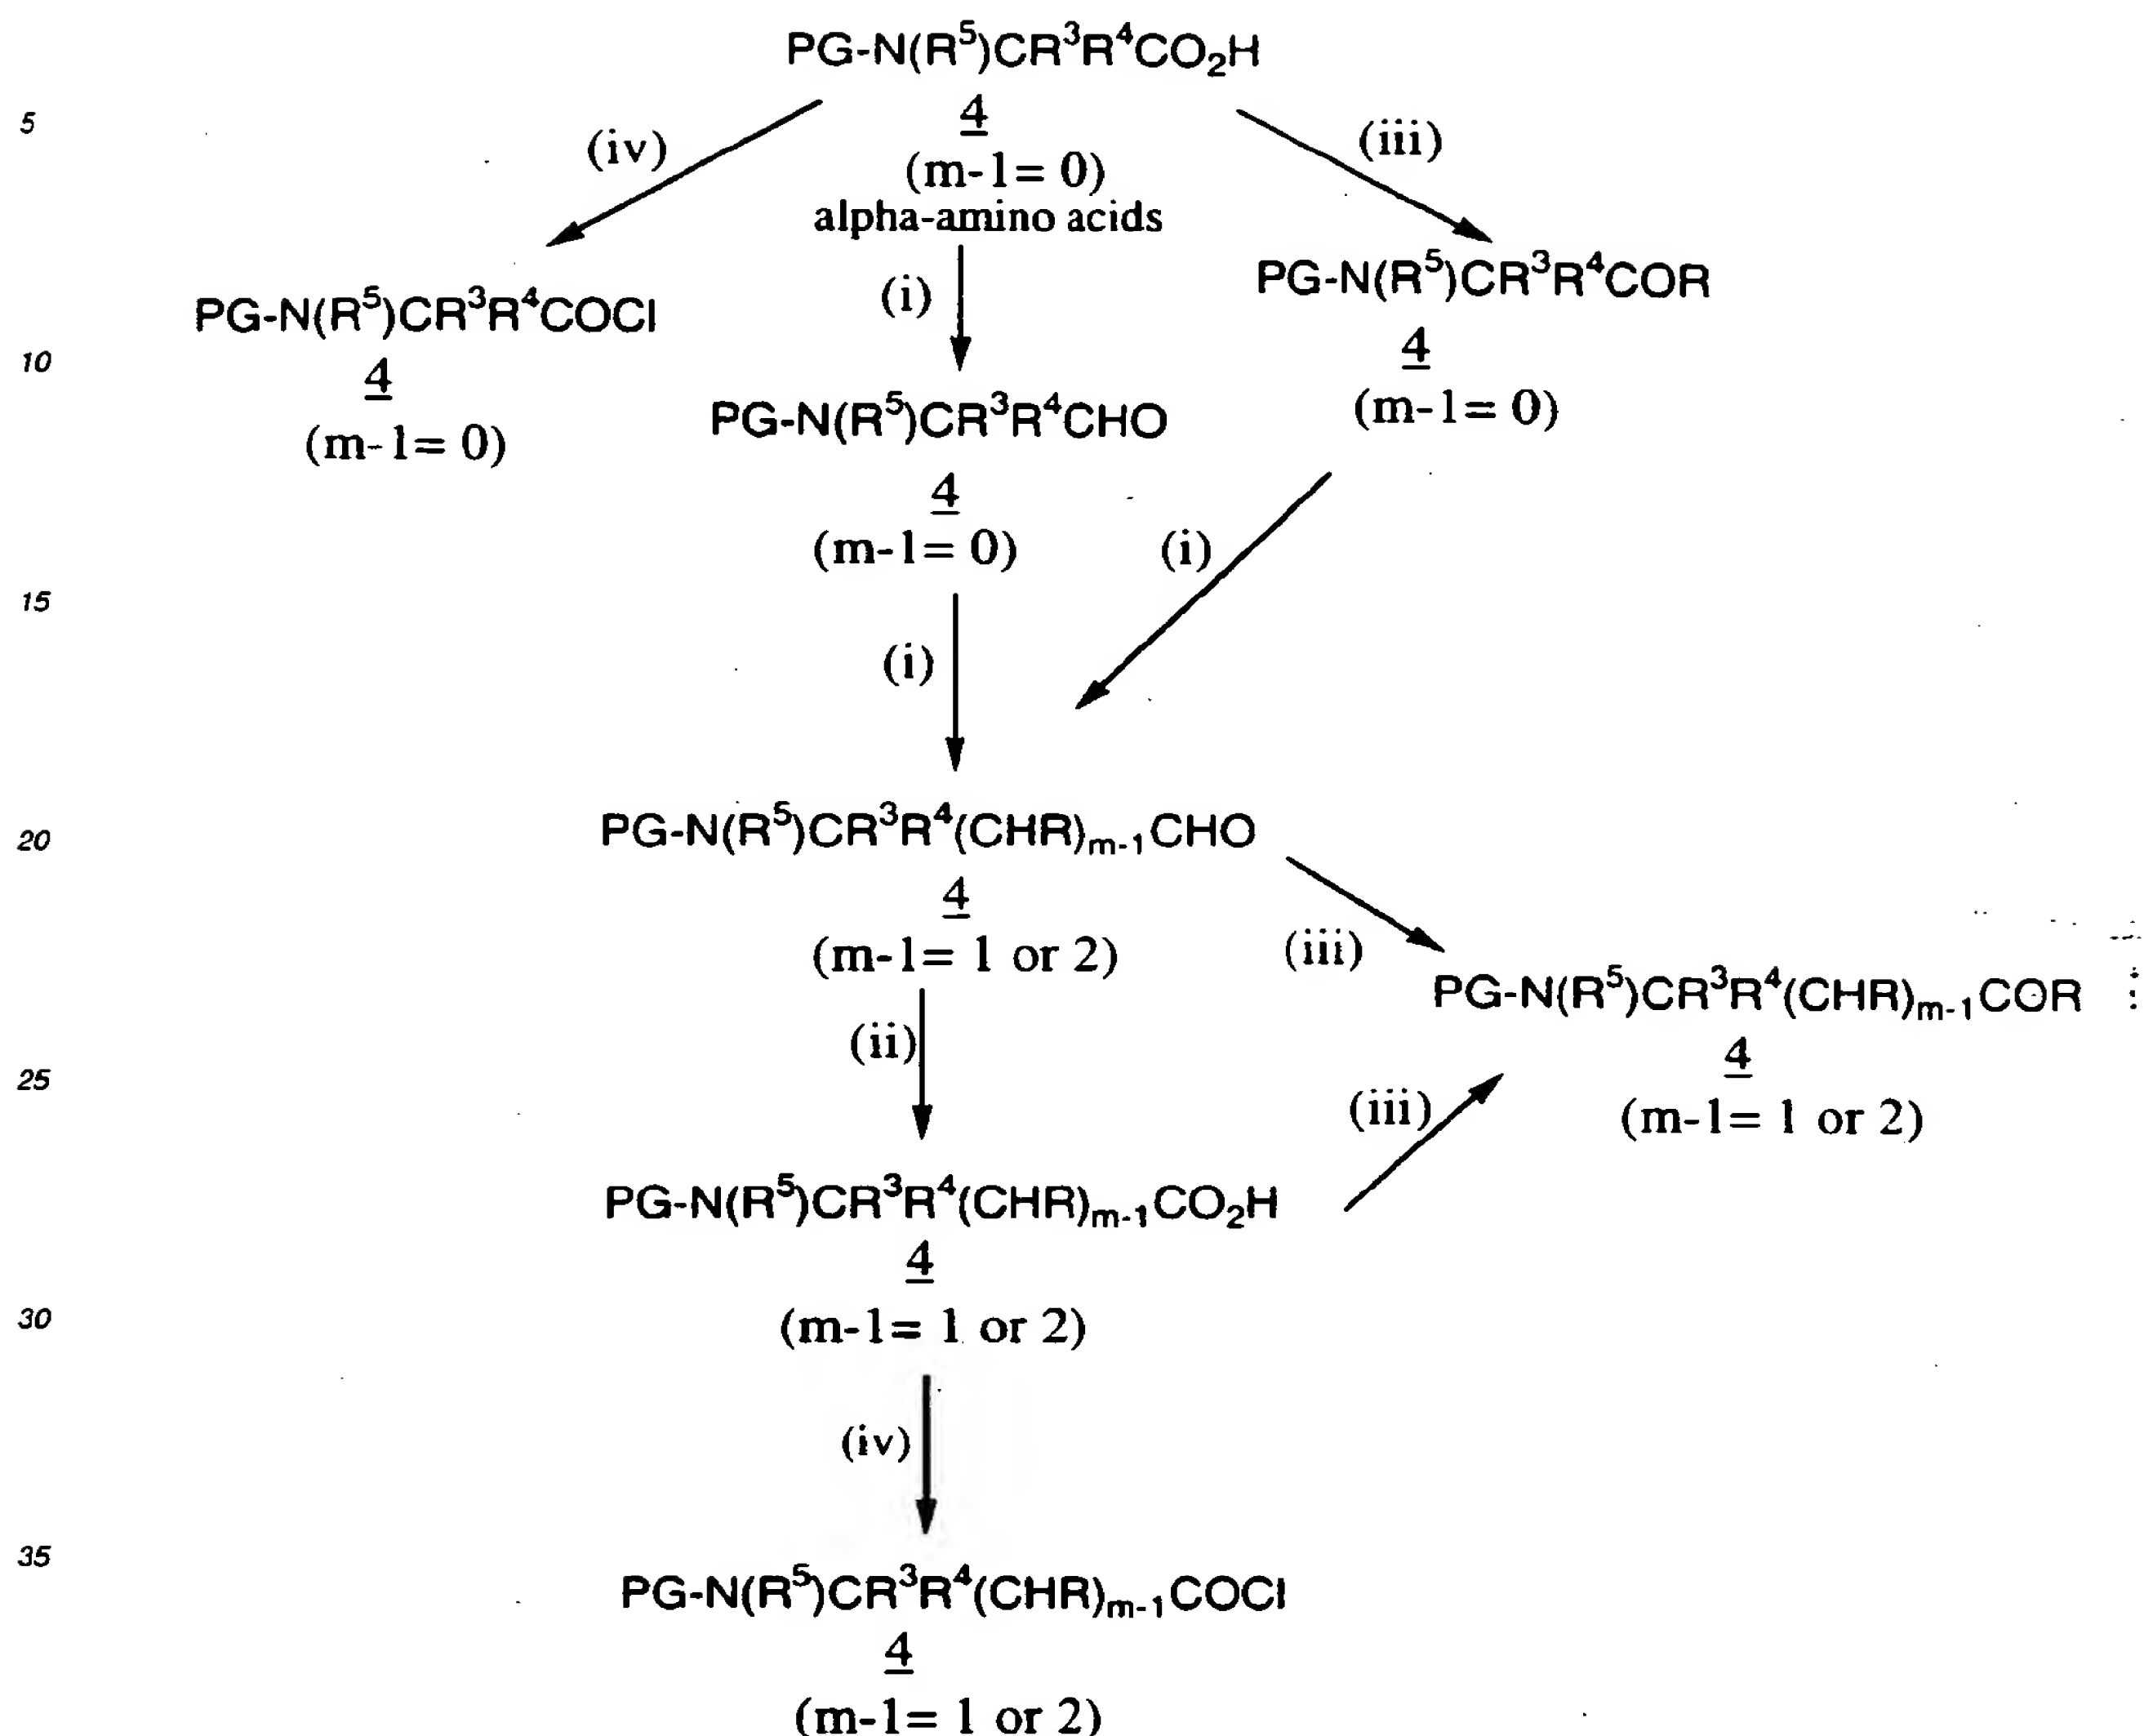 PG-N(R⁵)CR³R⁴CO₂H
5
4
(iv)
(iii)
(m-1= 0)
alpha-amino acids
PG-N(R⁵)CR³R⁴COCl
(i)
PG-N(R⁵)CR³R⁴COR
10
4
4
(m-1= 0)
PG-N(R⁵)CR³R⁴CHO
(m-1= 0)
4
(m-1= 0)
(i)
15
(i)
20
PG-N(R⁵)CR³R⁴(CHR)ₘ₋₁CHO
4
(m-1= 1 or 2)
(iii)
PG-N(R⁵)CR³R⁴(CHR)ₘ₋₁COR
(ii)
4
25
(iii)
(m-1= 1 or 2)
PG-N(R⁵)CR³R⁴(CHR)ₘ₋₁CO₂H
4
30
(m-1= 1 or 2)
(iv)
35
PG-N(R⁵)CR³R⁴(CHR)ₘ₋₁COCl
4
(m-1= 1 or 2)